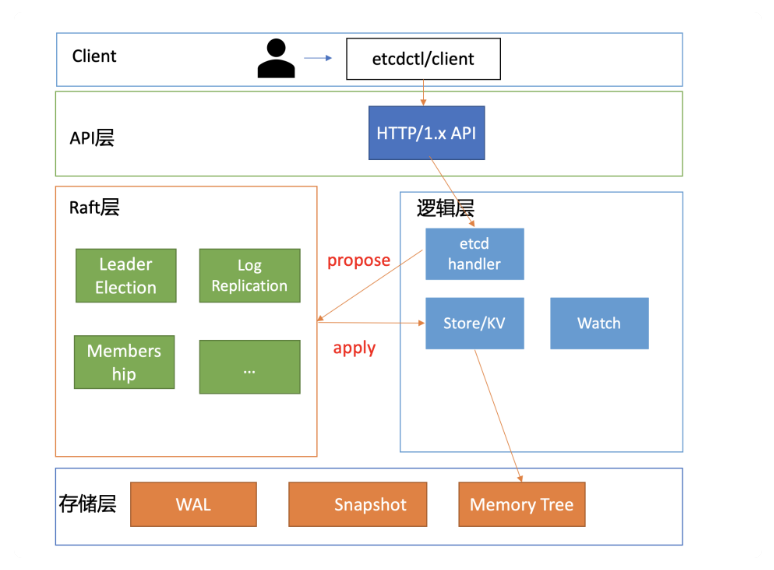 Client
etcdctl/client
API层
HTTP/1.x API
Raft层
Leader
Election
Log
Replication
Members
hip
...
propose
apply
逻辑层
etcd
handler
Store/KV
Watch
存储层
WAL
Snapshot
Memory Tree